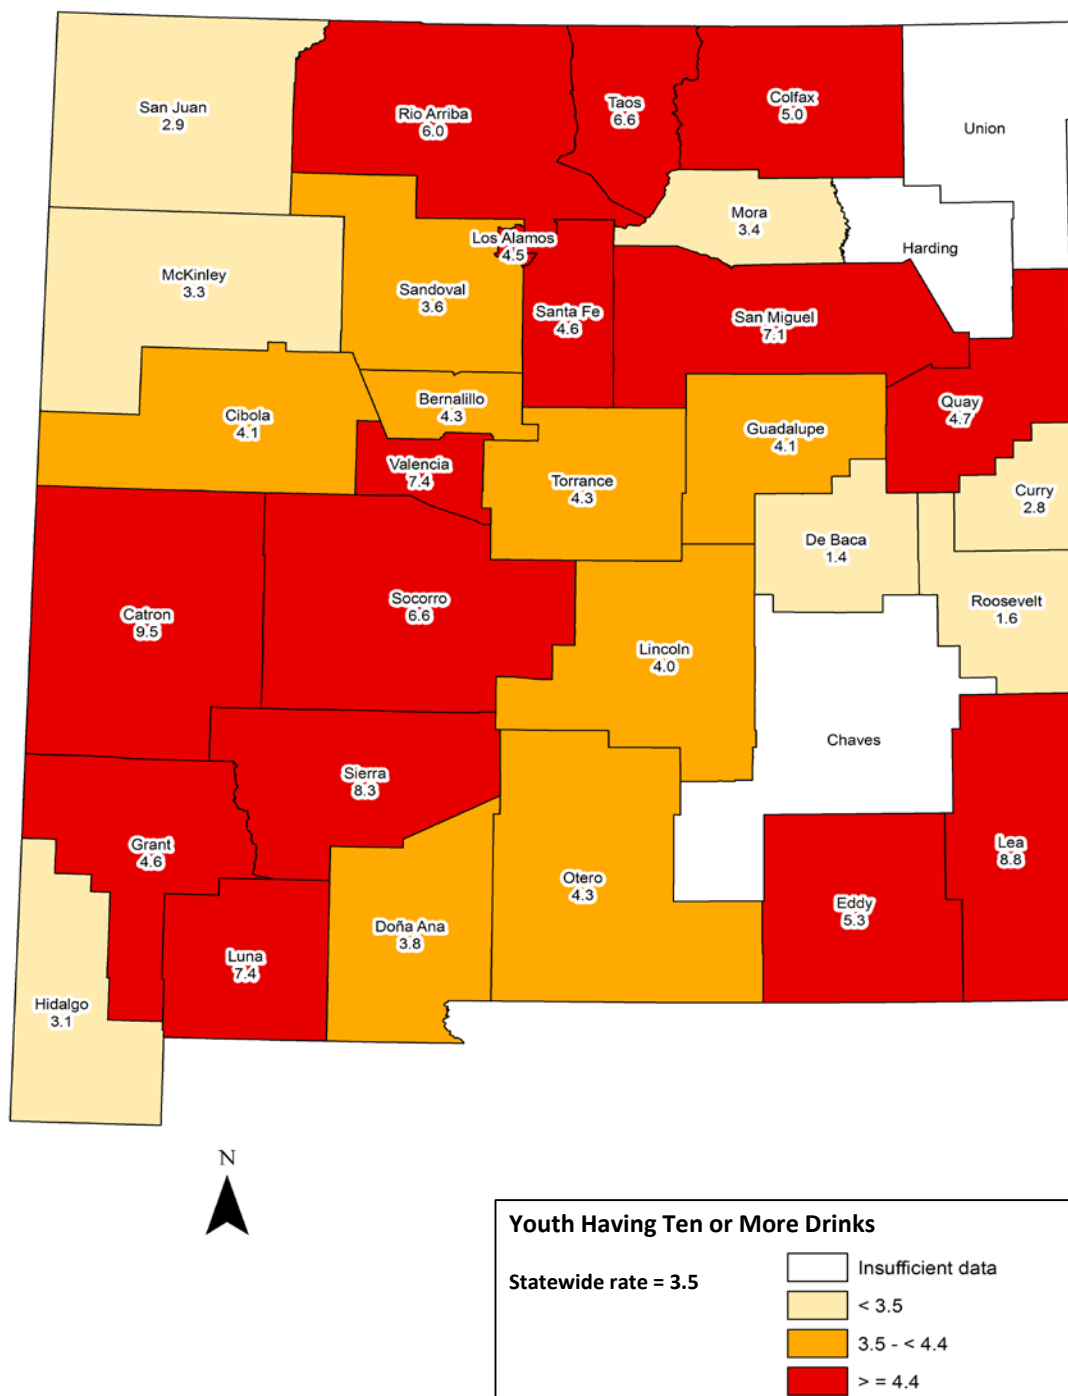 San Juan
2.9
Rio Arriba
6.0
Taos
6.6
Colfax
5.0
Union
Mora
3.4
Harding
Los Alamos
4.5
McKinley
3.3
Sandoval
3.6
Santa Fe
4.6
San Miguel
7.1
Bernalillo
4.3
Cibola
4.1
Guadalupe
4.1
Quay
4.7
Valencia
7.4
Torrance
4.3
Curry
2.8
De Baca
1.4
Roosevelt
1.6
Catron
9.5
Socorro
6.6
Lincoln
4.0
Chaves
Sierra
8.3
Grant
4.6
Lea
8.8
Otero
4.3
Eddy
5.3
Doña Ana
3.8
Luna
7.4
Hidalgo
3.1
N
Youth Having Ten or More Drinks
Statewide rate = 3.5
Insufficient data
< 3.5
3.5 - < 4.4
> = 4.4